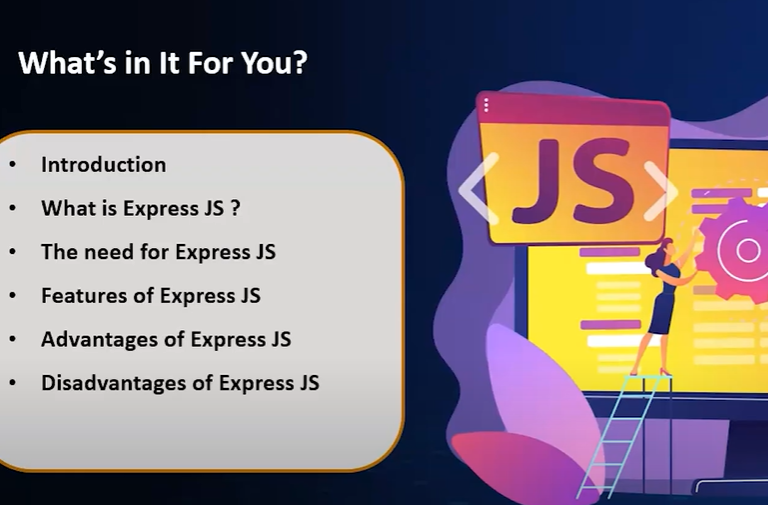 What's in It For You?
• Introduction
• What is Express JS ?
• The need for Express JS
• Features of Express JS
• Advantages of Express JS
• Disadvantages of Express JS
JS